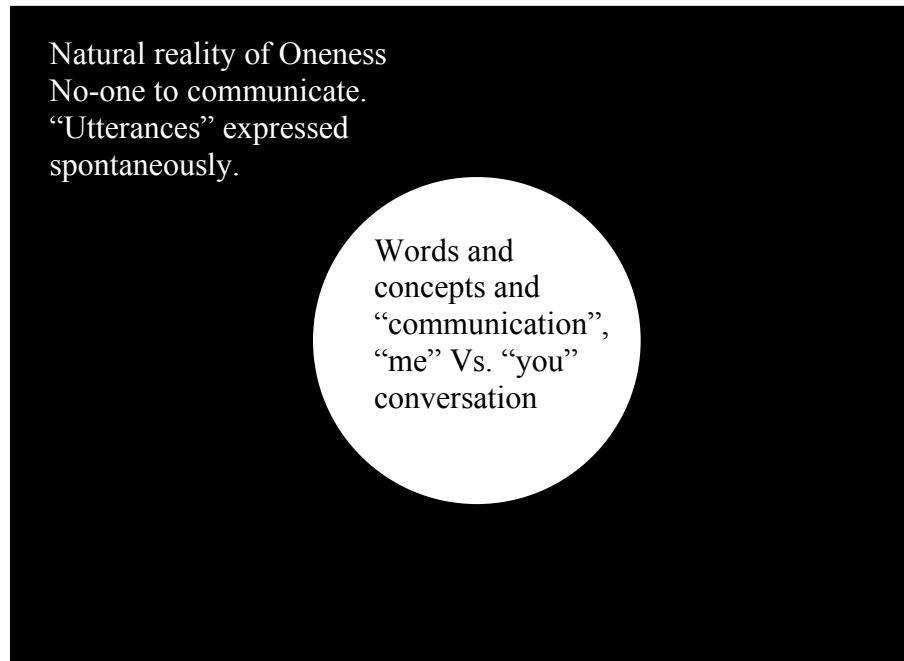 Natural reality of Oneness
No-one to communicate.
“Utterances” expressed
spontaneously.
Words and
concepts and
“communication”,
“me” Vs. “you”
conversation